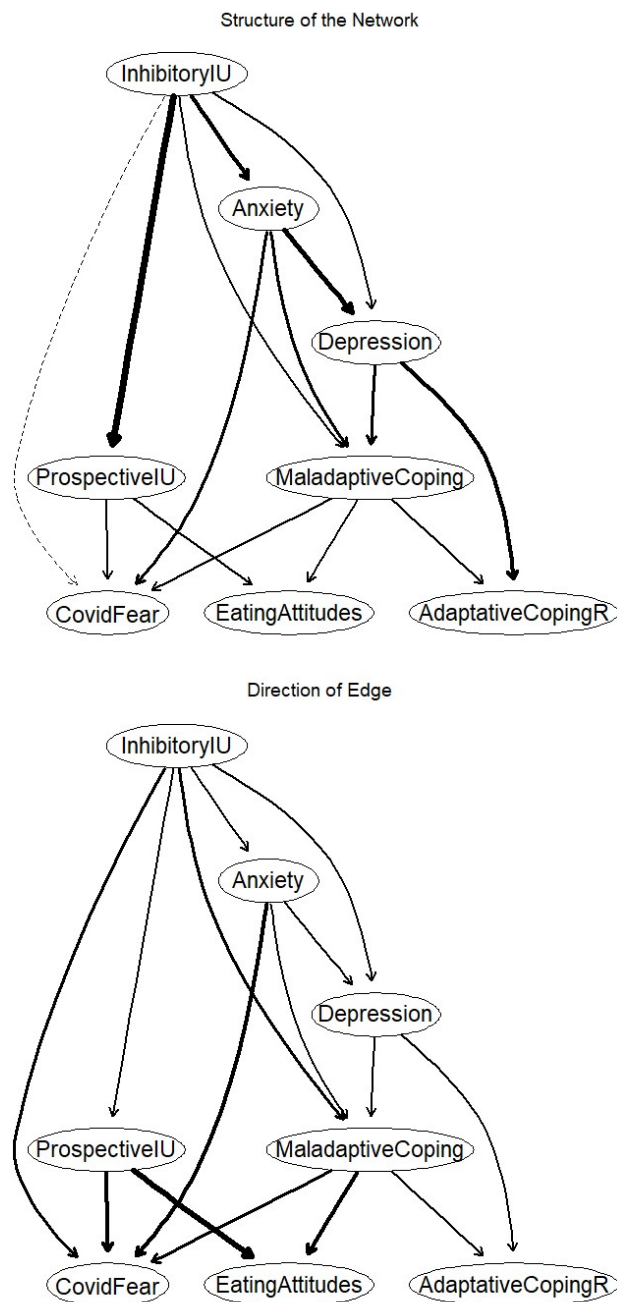 Structure of the Network
InhibitoryIU
Anxiety
Depression
ProspectiveIU MaladaptiveCoping
CovidFear EatingAttitudes AdaptativeCopingR
Direction of Edge
InhibitoryIU
Anxiety
Depression
ProspectiveIU MaladaptiveCoping
CovidFear EatingAttitudes AdaptativeCopingR